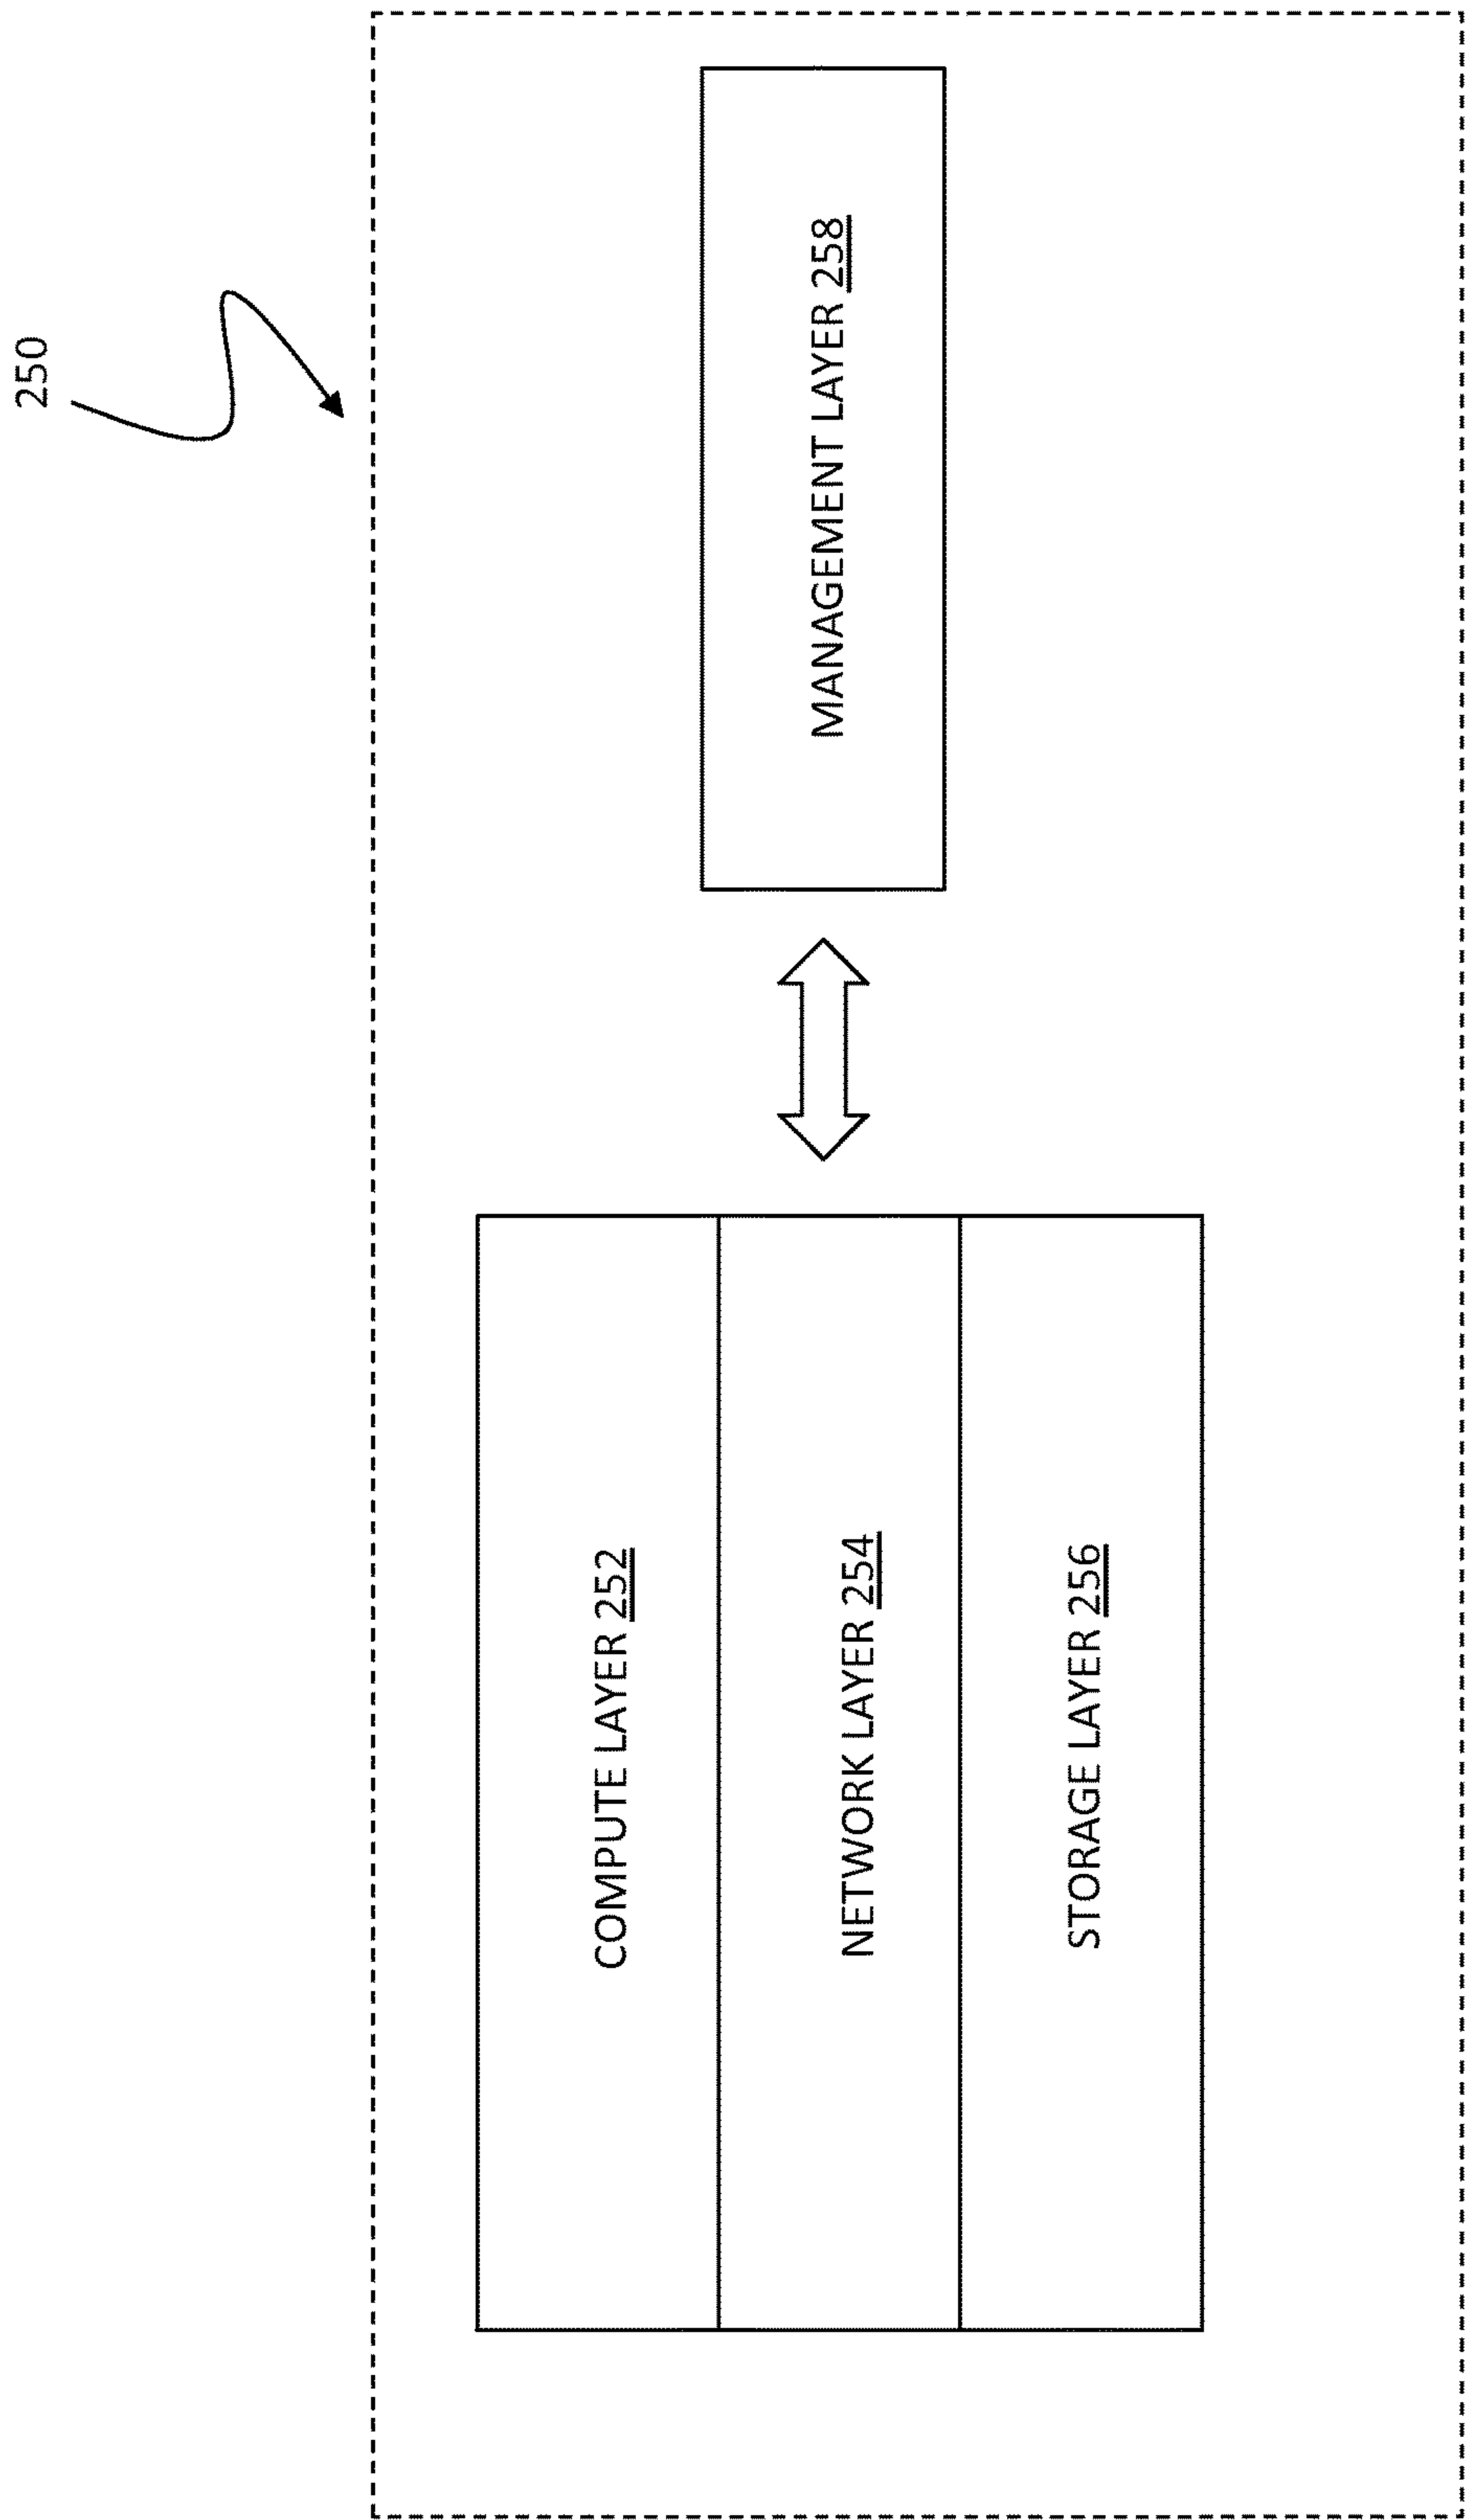 250
COMPUTE LAYER 252
NETWORK LAYER 254
STORAGE LAYER 256
MANAGEMENT LAYER 258